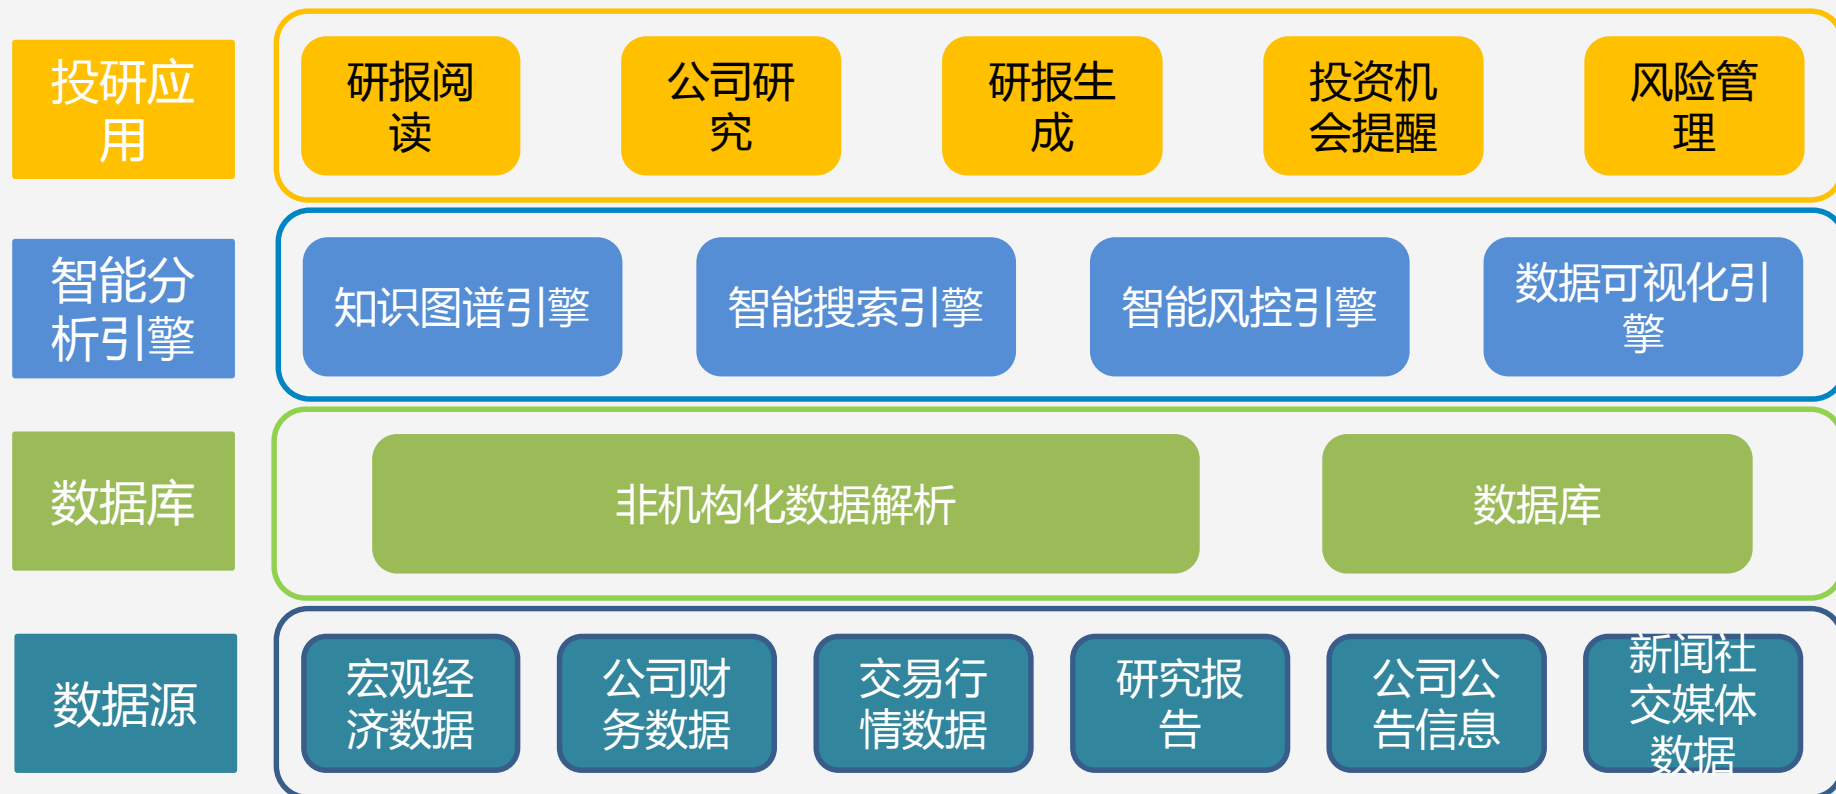 投研应
用
研报阅
读
公司研
究
研报生
成
投资机
会提醒
风险管
理
智能分
析引擎
知识图谱引擎
智能搜索引擎
智能风控引擎
数据可视化引
擎
数据库
非机构化数据解析
数据库
数据源
宏观经
济数据
公司财
务数据
交易行
情数据
研究报
告
公司公
告信息
新闻社
交媒体
数据